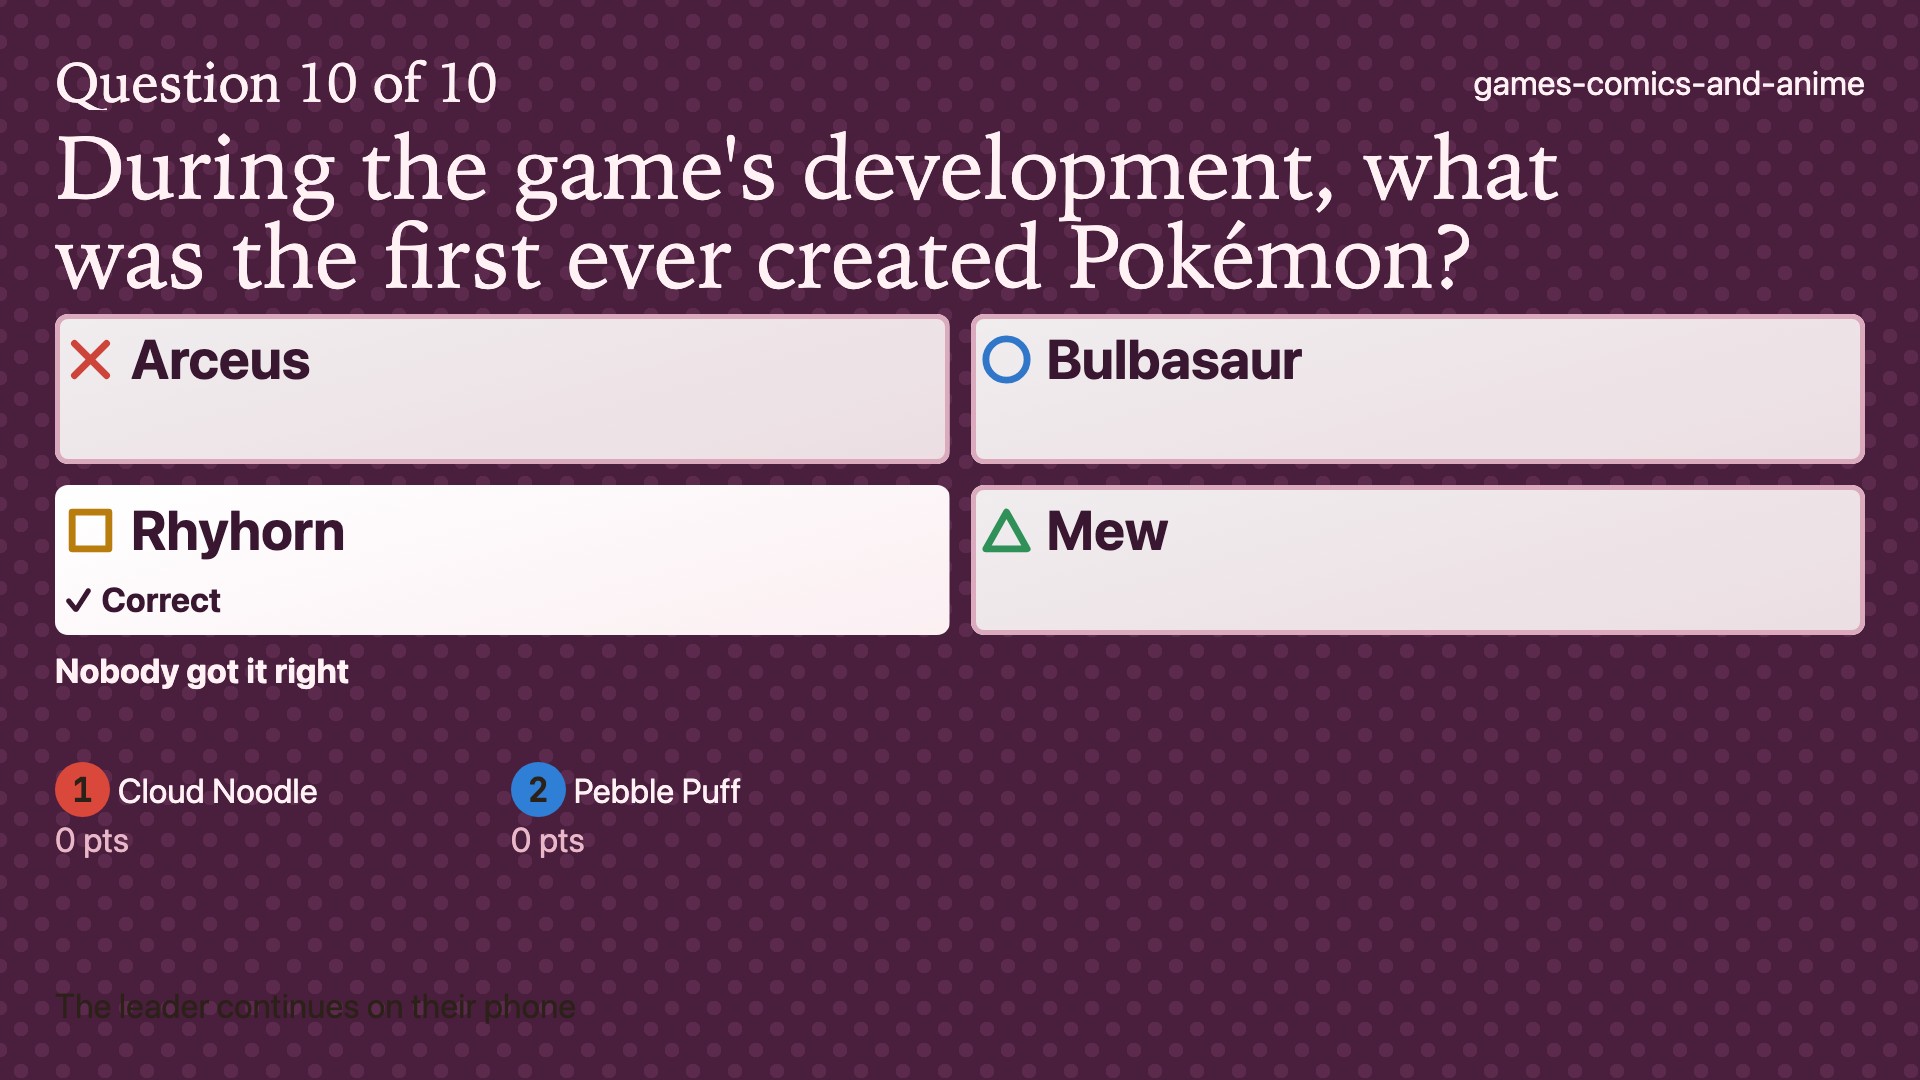 Question 10 of 10
games-comics-and-anime
During the game's development, what
was the first ever created Pokémon?
Arceus
Bulbasaur
Rhyhorn
✓ Correct
Mew
Nobody got it right
1 Cloud Noodle
0 pts
2 Pebble Puff
0 pts
The leader continues on their phone